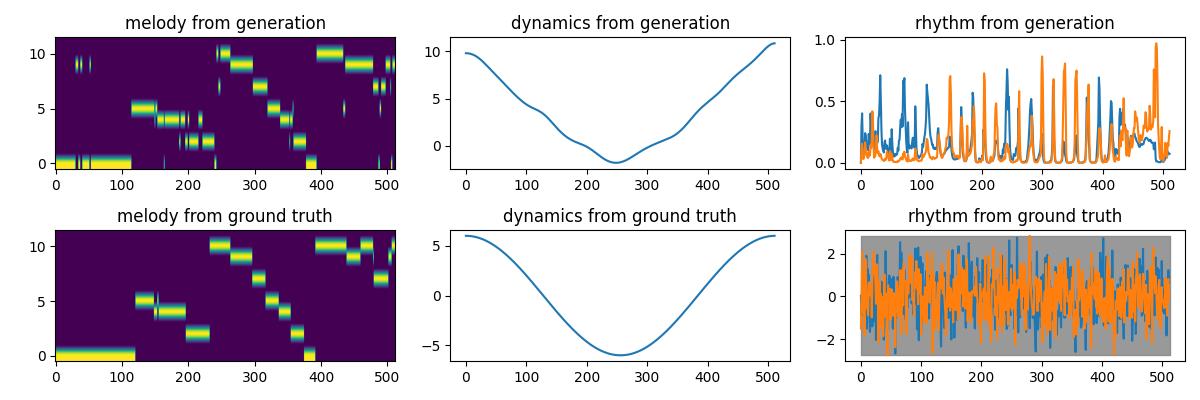 melody from generation
10
5
0
0 100 200 300 400 500
dynamics from generation
10
5
0
0 100 200 300 400 500
rhythm from generation
1.0
0.5
0.0
0 100 200 300 400 500
melody from ground truth
10
5
0
0 100 200 300 400 500
dynamics from ground truth
5
0
−5
0 100 200 300 400 500
rhythm from ground truth
2
0
−2
0 100 200 300 400 500